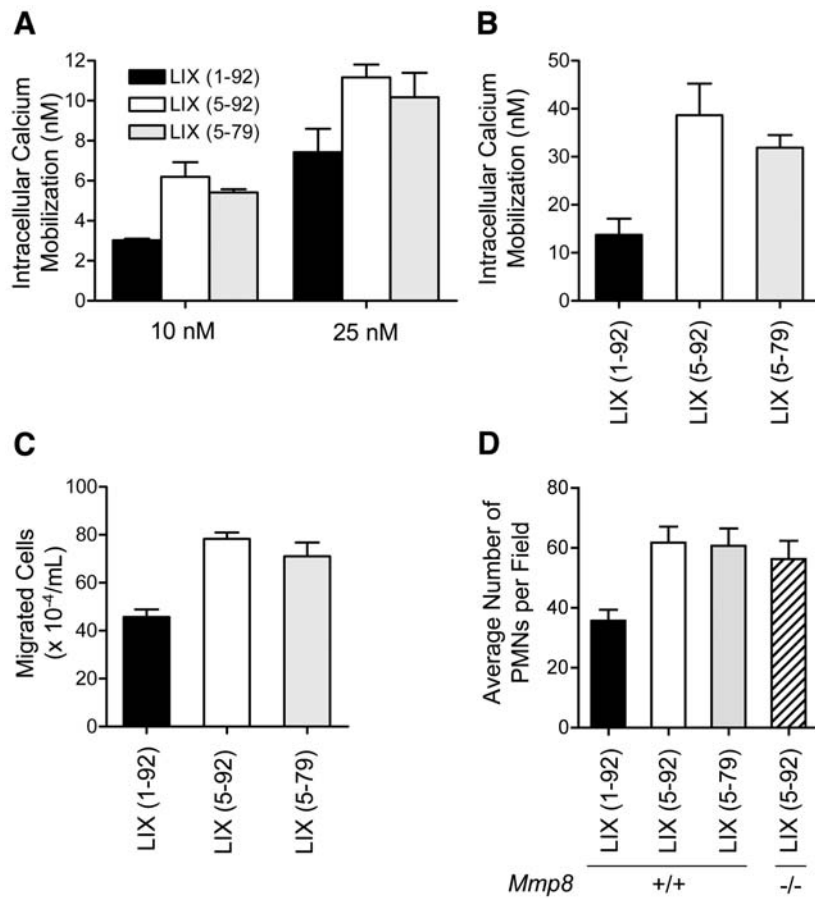 A
Intracellular Calcium
Mobilization (nM)
12
10
8
6
4
2
0
LIX (1-92)
LIX (5-92)
LIX (5-79)
10 nM
25 nM
B
Intracellular Calcium
Mobilization (nM)
50
40
30
20
10
0
LIX (1-92)
LIX (5-92)
LIX (5-79)
C
Migrated Cells
(x 10⁻⁴/mL)
100
80
60
40
20
0
LIX (1-92)
LIX (5-92)
LIX (5-79)
D
Average Number of
PMNs per Field
80
60
40
20
0
LIX (1-92)
LIX (5-92)
LIX (5-79)
LIX (5-92)
Mmp8 +/+ -/-